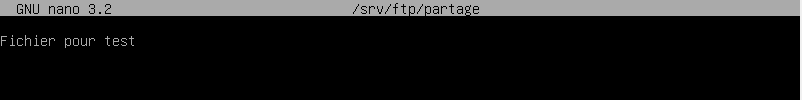 GNU nano 3.2 /srv/ftp/partage
Fichier pour test